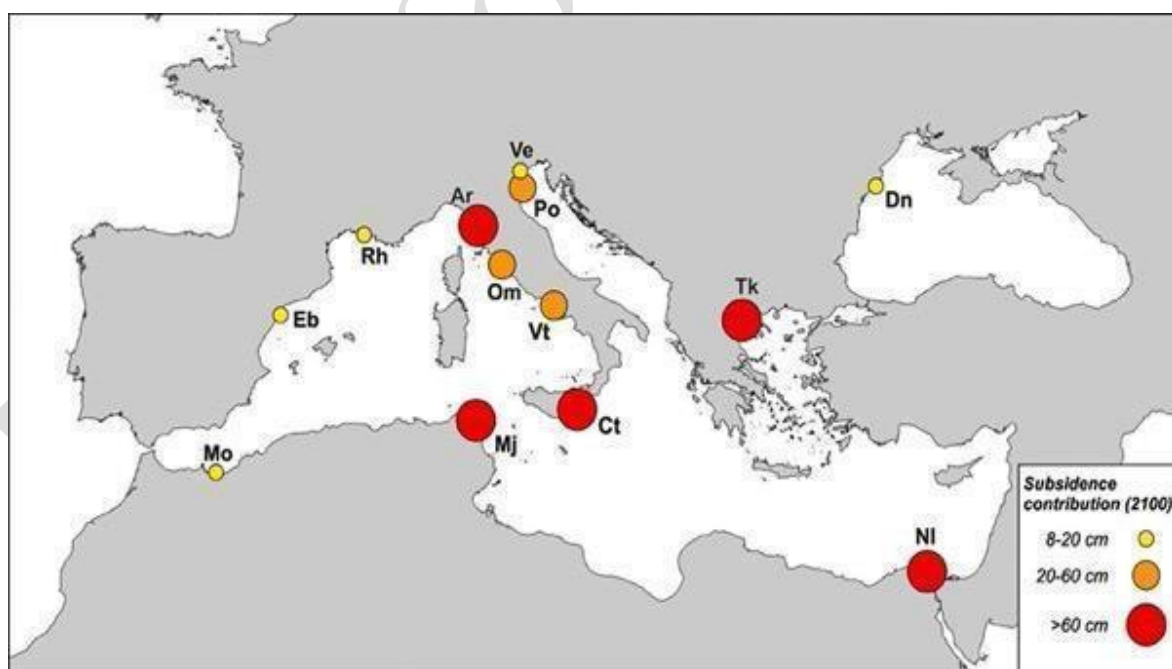 Ve
Ar
Po
Dn
Rh
Om
Tk
Eb
Vt
Ct
Mj
Mo
Nl
Subsidence
contribution (2100)
8-20 cm
20-60 cm
>60 cm